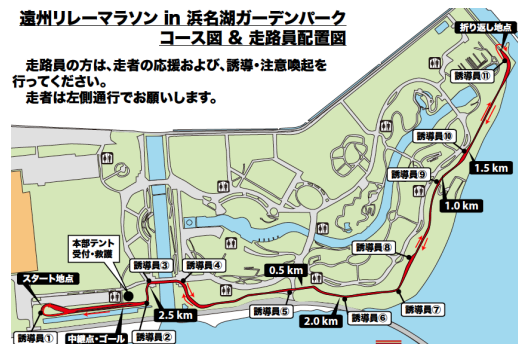 遠州リレーマラソン in 浜名湖ガーデンパーク
コース図 & 走路員配置図
走路員の方は、走者の応援および、誘導・注意喚起を
行ってください。
走者は左側通行でお願いします。
折り返し地点
誘導員⑪
誘導員⑩
1.5 km
誘導員⑨
1.0 km
本部テント
受付・救護
誘導員③
誘導員④
誘導員⑧
スタート地点
0.5 km
2.5 km
誘導員⑤
2.0 km
誘導員⑥
誘導員⑦
誘導員①
中継点・ゴール
誘導員②